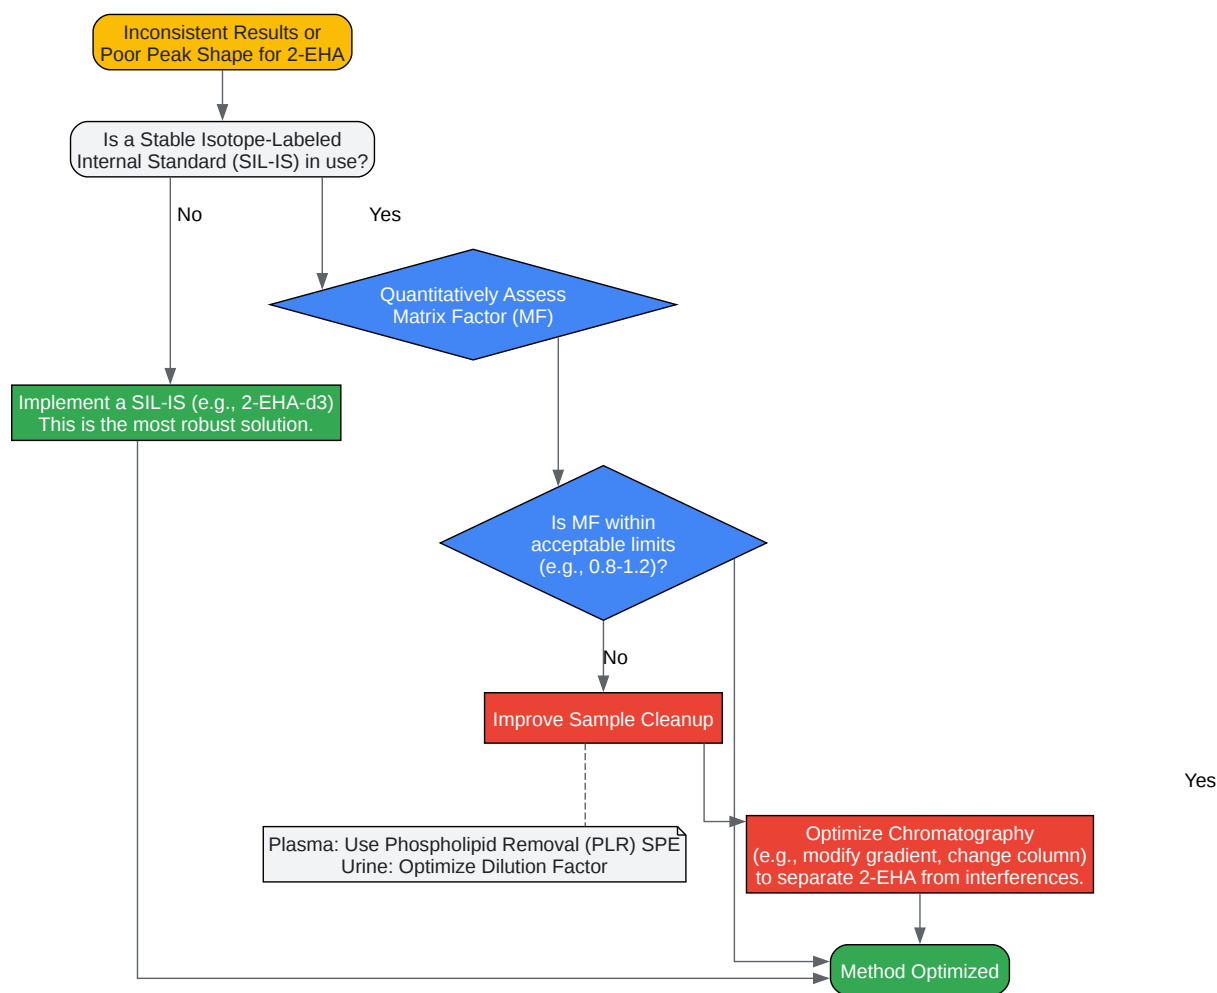 Inconsistent Results or
Poor Peak Shape for 2-EHA
Is a Stable Isotope-Labeled
Internal Standard (SIL-IS) in use?
No
Yes
Quantitatively Assess
Matrix Factor (MF)
Implement a SIL-IS (e.g., 2-EHA-d3)
This is the most robust solution.
Is MF within
acceptable limits
(e.g., 0.8-1.2)?
No
Improve Sample Cleanup
Yes
Plasma: Use Phospholipid Removal (PLR) SPE
Urine: Optimize Dilution Factor
Optimize Chromatography
(e.g., modify gradient, change column)
to separate 2-EHA from interferences.
Method Optimized